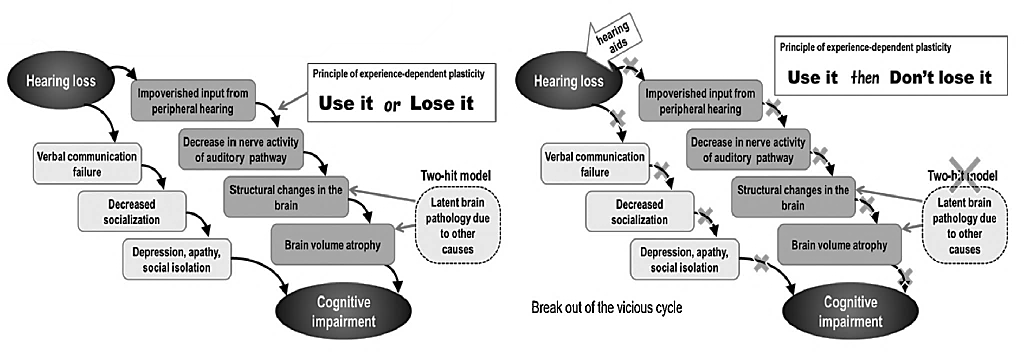 Hearing loss
Impoverished input from
peripheral hearing
Principle of experience-dependent plasticity
Use it or Lose it
Decrease in nerve activity
of auditory pathway
Verbal communication
failure
Structural changes in the
brain
Two-hit model
Latent brain
pathology due
to other
causes
Decreased
socialization
Brain volume atrophy
Depression, apathy,
social isolation
Cognitive
impairment
hearing
aids
Hearing loss
Impoverished input from
peripheral hearing
Principle of experience-dependent plasticity
Use it then Don't lose it
Decrease in nerve activity
of auditory pathway
Verbal communication
failure
Structural changes in the
brain
Two-hit model
Latent brain
pathology due
to other
causes
Decreased
socialization
Brain volume atrophy
Depression, apathy,
social isolation
Cognitive
impairment
Break out of the vicious cycle